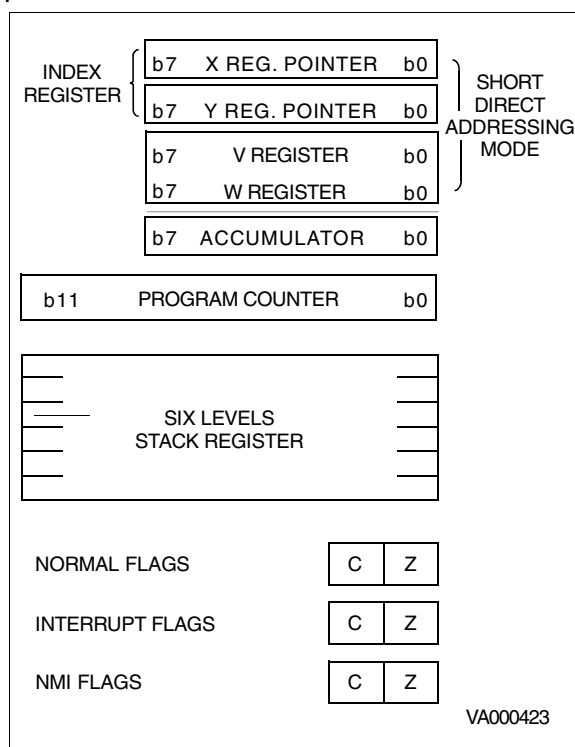 INDEX
REGISTER
b7 X REG. POINTER b0
b7 Y REG. POINTER b0
b7 V REGISTER b0
b7 W REGISTER b0
SHORT
DIRECT
ADDRESSING
MODE
b7 ACCUMULATOR b0
b11 PROGRAM COUNTER b0
SIX LEVELS
STACK REGISTER
NORMAL FLAGS C Z
INTERRUPT FLAGS C Z
NMI FLAGS C Z
VA000423